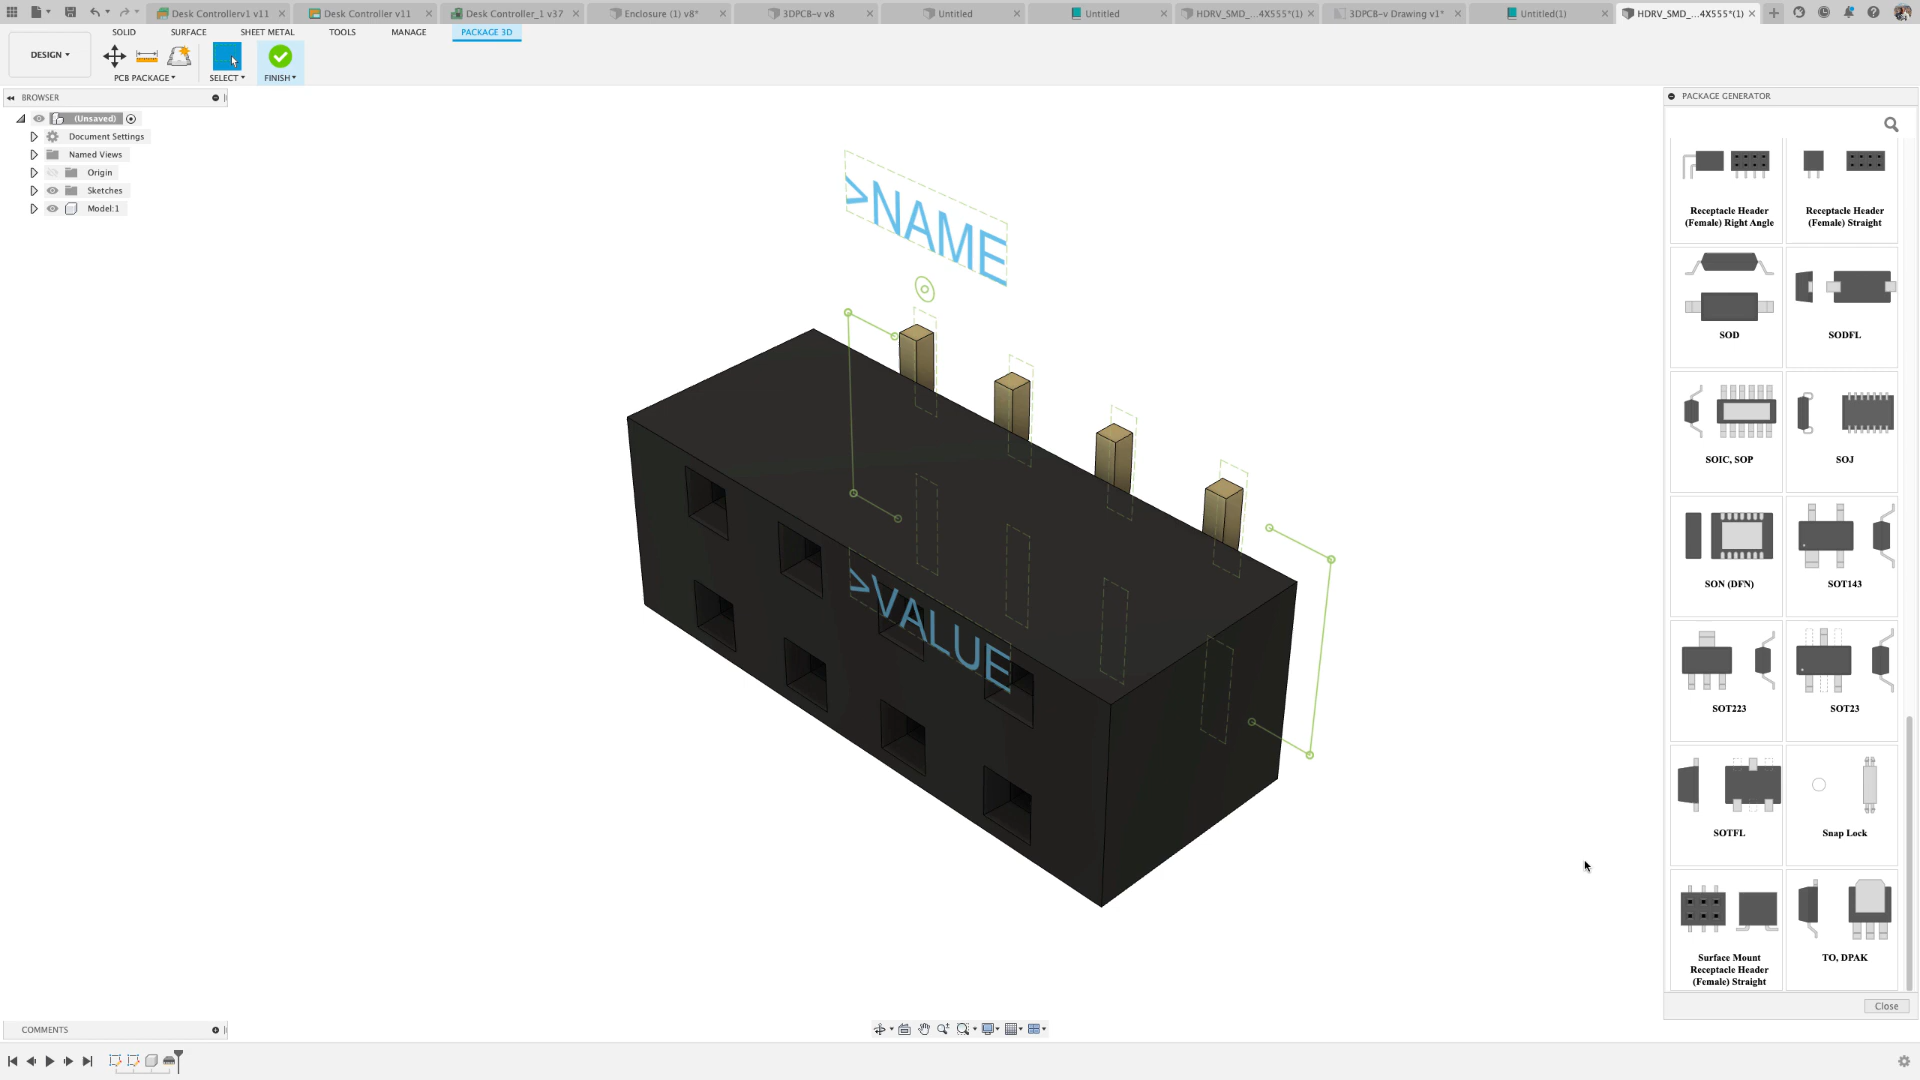 Desk Controllerv1 v11
Desk Controller v11
Desk Controller_1 v37
Enclosure (1) v8*
3DPCB-v v8
Untitled
Untitled
HDRV_SMD_...4X555*(1)
3DPCB-v Drawing v1*
Untitled(1)
HDRV_SMD_...4X555*(1)
SOLID
SURFACE
SHEET METAL
TOOLS
MANAGE
PACKAGE 3D
DESIGN
PCB PACKAGE
SELECT
FINISH
BROWSER
(Unsaved)
Document Settings
Named Views
Origin
Sketches
Model:1
>NAME
>VALUE
PACKAGE GENERATOR
Receptacle Header
(Female) Right Angle
Receptacle Header
(Female) Straight
SOD
SODFL
SOIC, SOP
SOJ
SON (DFN)
SOT143
SOT223
SOT23
SOTFL
Snap Lock
Surface Mount
Receptacle Header
(Female) Straight
TO, DPAK
Close
COMMENTS